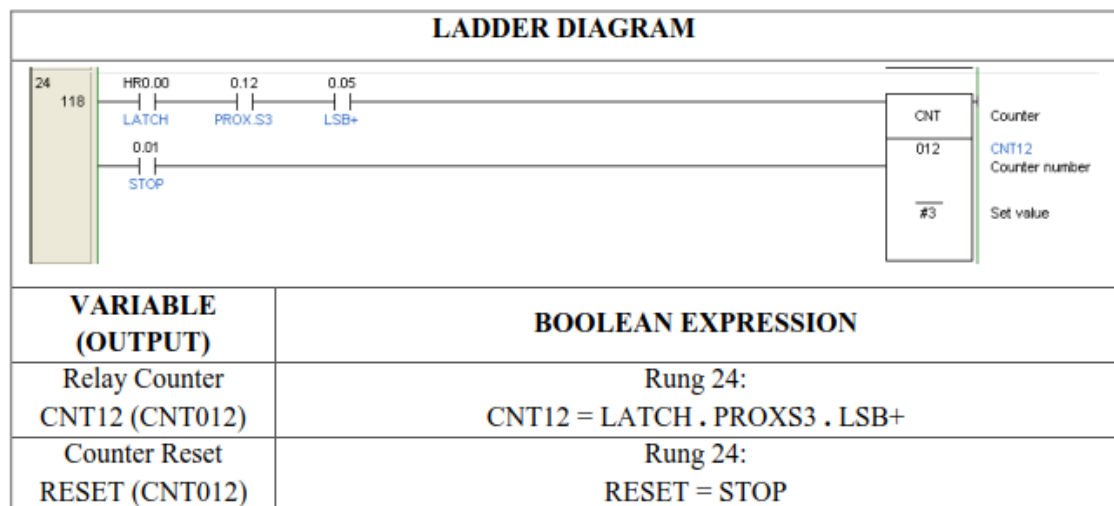 LADDER DIAGRAM
24
118
HR0.00 0.12 0.05
LATCH PROX.S3 LSB+
CNT Counter
0.01
STOP
012 CNT12
Counter number
#3 Set value
VARIABLE
(OUTPUT)
BOOLEAN EXPRESSION
Relay Counter
CNT12 (CNT012)
Rung 24:
CNT12 = LATCH . PROXS3 . LSB+
Counter Reset
RESET (CNT012)
Rung 24:
RESET = STOP